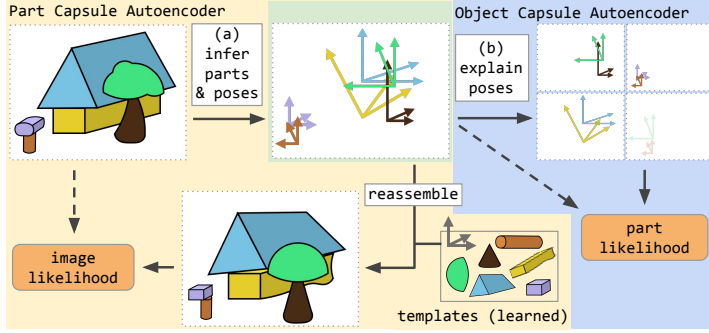 Part Capsule Autoencoder
Object Capsule Autoencoder
(a)
infer
parts
& poses
(b)
explain
poses
reassemble
part
likelihood
image
likelihood
templates (learned)